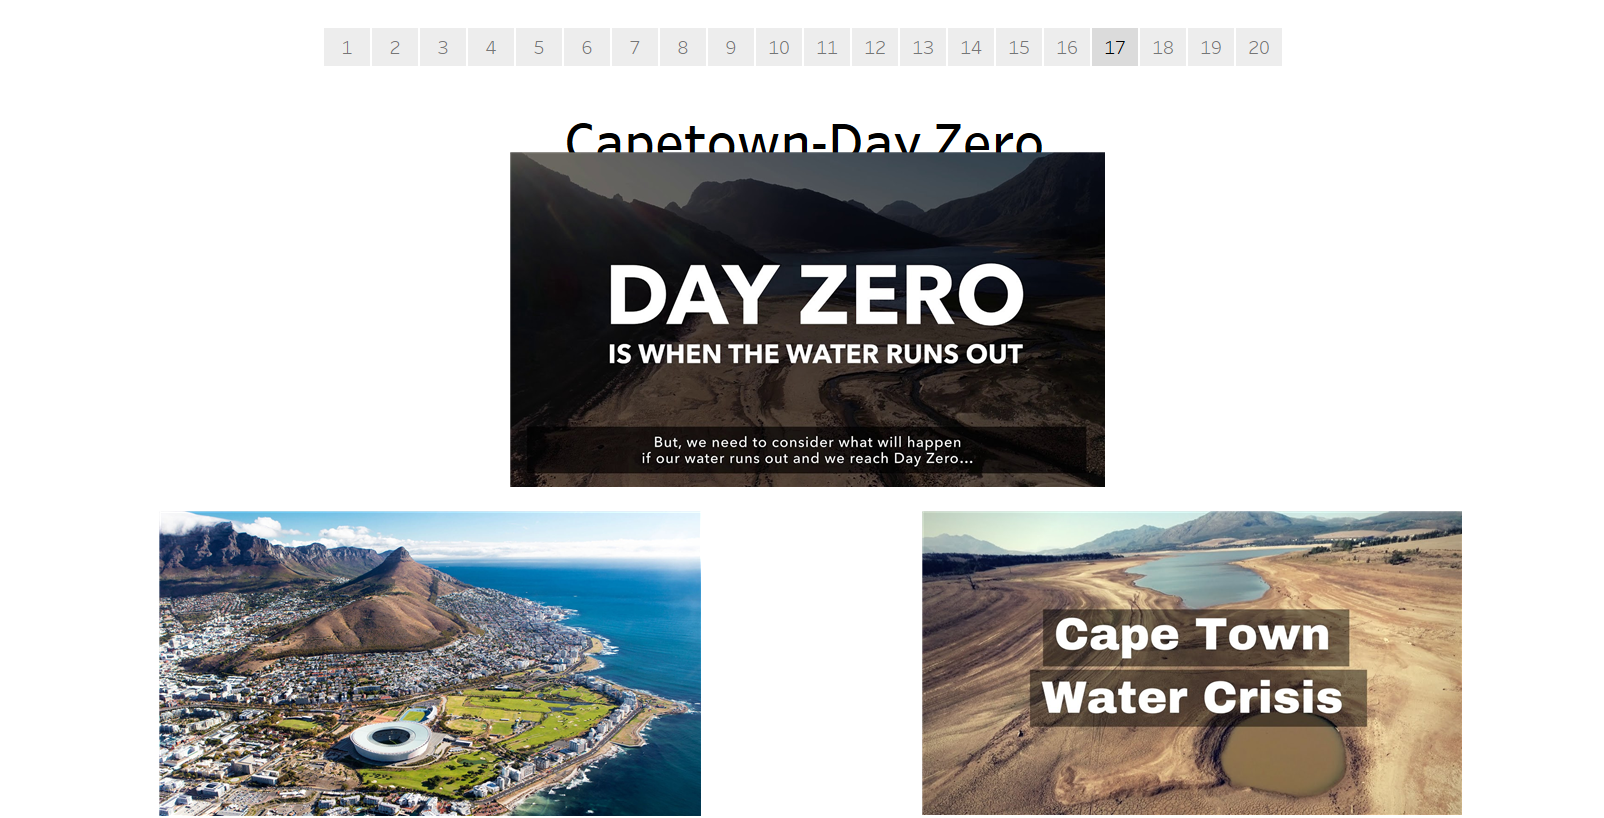 1 2 3 4 5 6 7 8 9 10 11 12 13 14 15 16 17 18 19 20
Capetown-Day Zero
DAY ZERO
IS WHEN THE WATER RUNS OUT
But, we need to consider what will happen
if our water runs out and we reach Day Zero...
Cape Town
Water Crisis